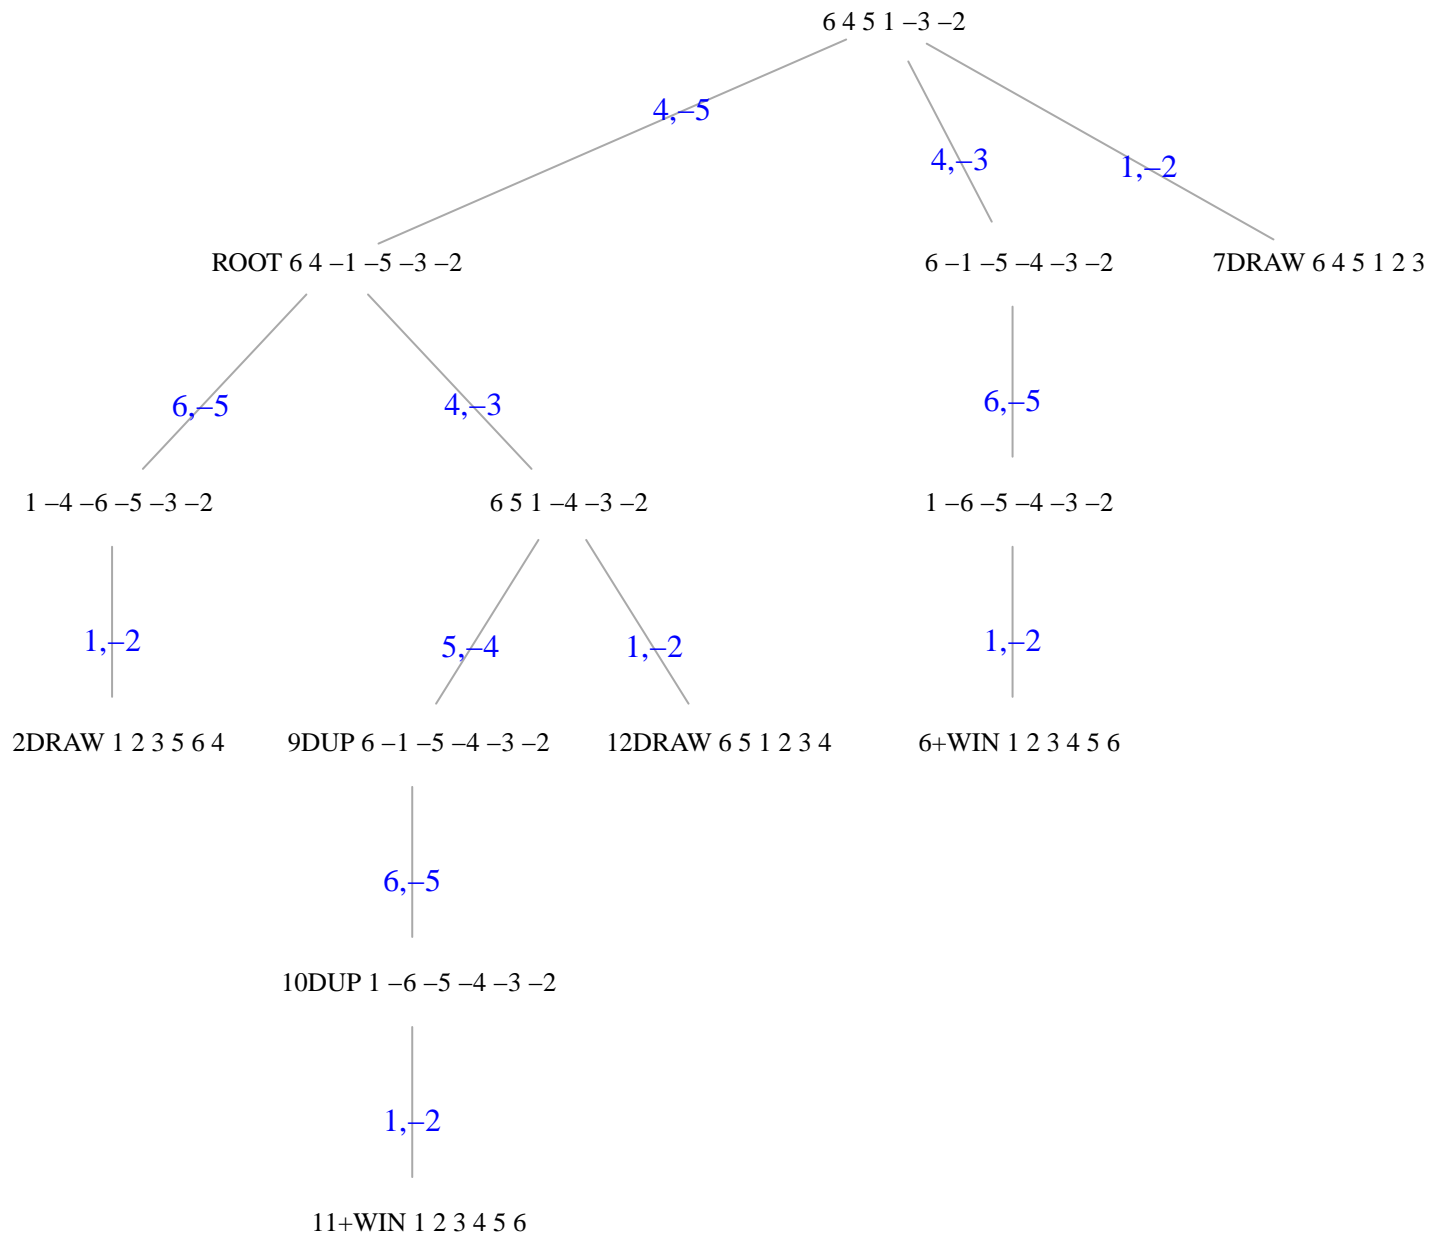 6 4 5 1 –3 –2
4,–5
4,–3
1,–2
ROOT 6 4 –1 –5 –3 –2
6 –1 –5 –4 –3 –2
7DRAW 6 4 5 1 2 3
6,–5
4,–3
6,–5
1 –4 –6 –5 –3 –2
6 5 1 –4 –3 –2
1 –6 –5 –4 –3 –2
1,–2
5,–4
1,–2
1,–2
2DRAW 1 2 3 5 6 4
9DUP 6 –1 –5 –4 –3 –2
12DRAW 6 5 1 2 3 4
6+WIN 1 2 3 4 5 6
6,–5
10DUP 1 –6 –5 –4 –3 –2
1,–2
11+WIN 1 2 3 4 5 6